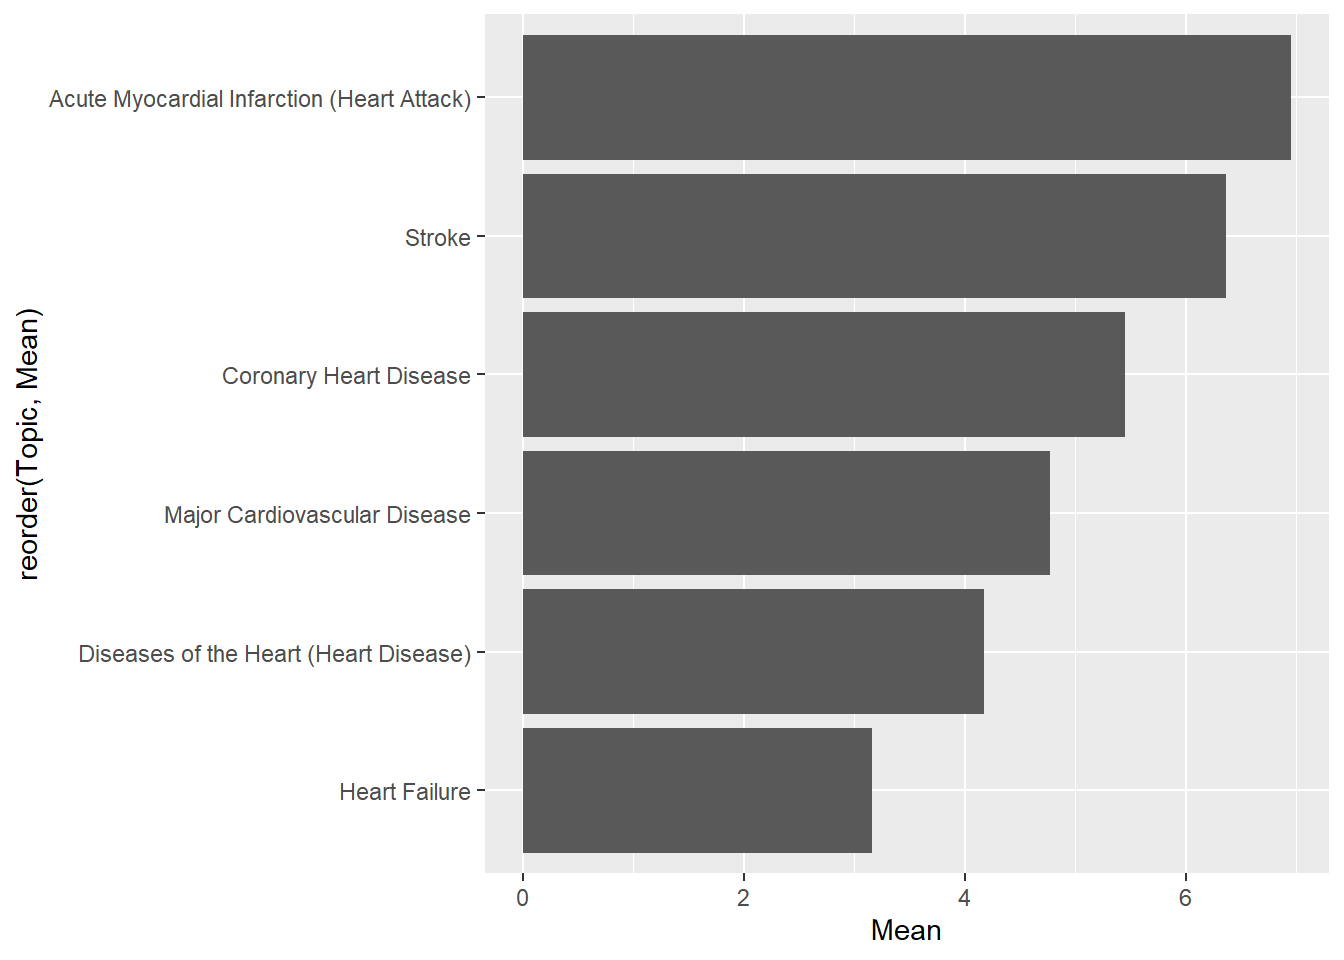 Acute Myocardial Infarction (Heart Attack)
Stroke
Coronary Heart Disease
Major Cardiovascular Disease
Diseases of the Heart (Heart Disease)
Heart Failure
reorder(Topic, Mean)
0 2 4 6
Mean